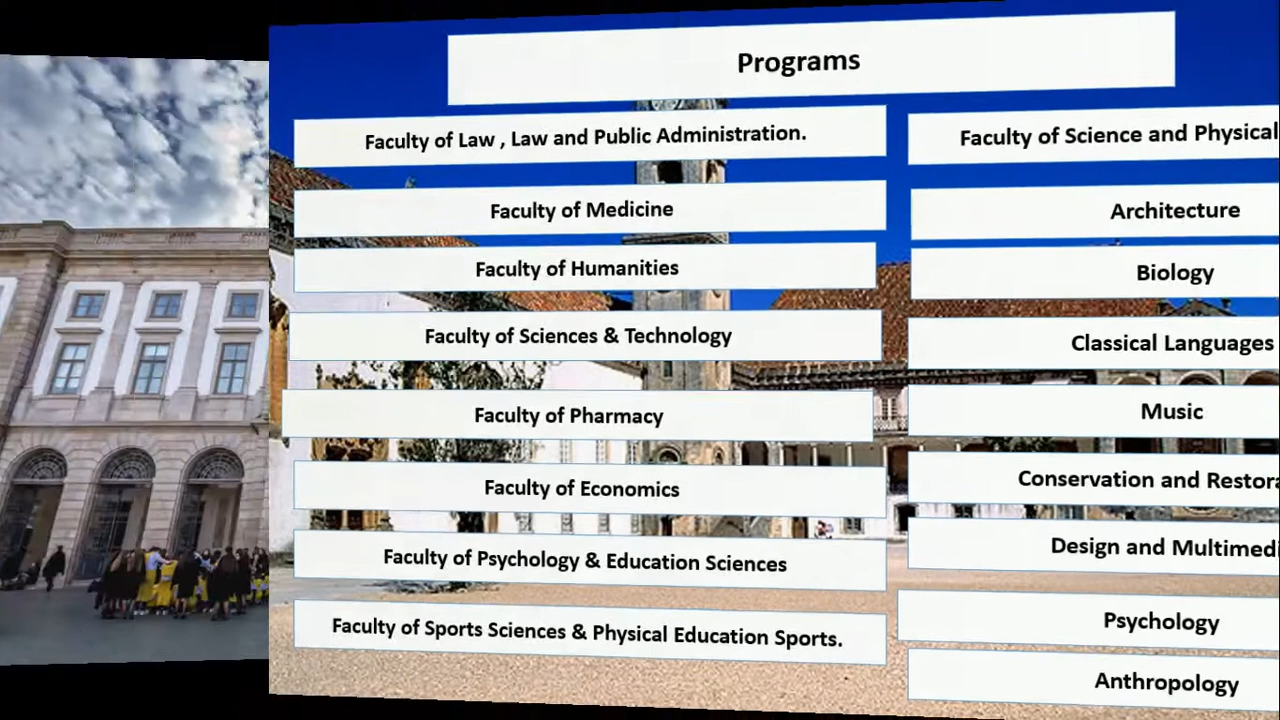 Programs
Faculty of Law , Law and Public Administration.
Faculty of Medicine
Faculty of Humanities
Faculty of Sciences & Technology
Faculty of Pharmacy
Faculty of Economics
Faculty of Psychology & Education Sciences
Faculty of Sports Sciences & Physical Education Sports.
Faculty of Science and Physical
Architecture
Biology
Classical Languages
Music
Conservation and
Design and
Psychology
Anthropology